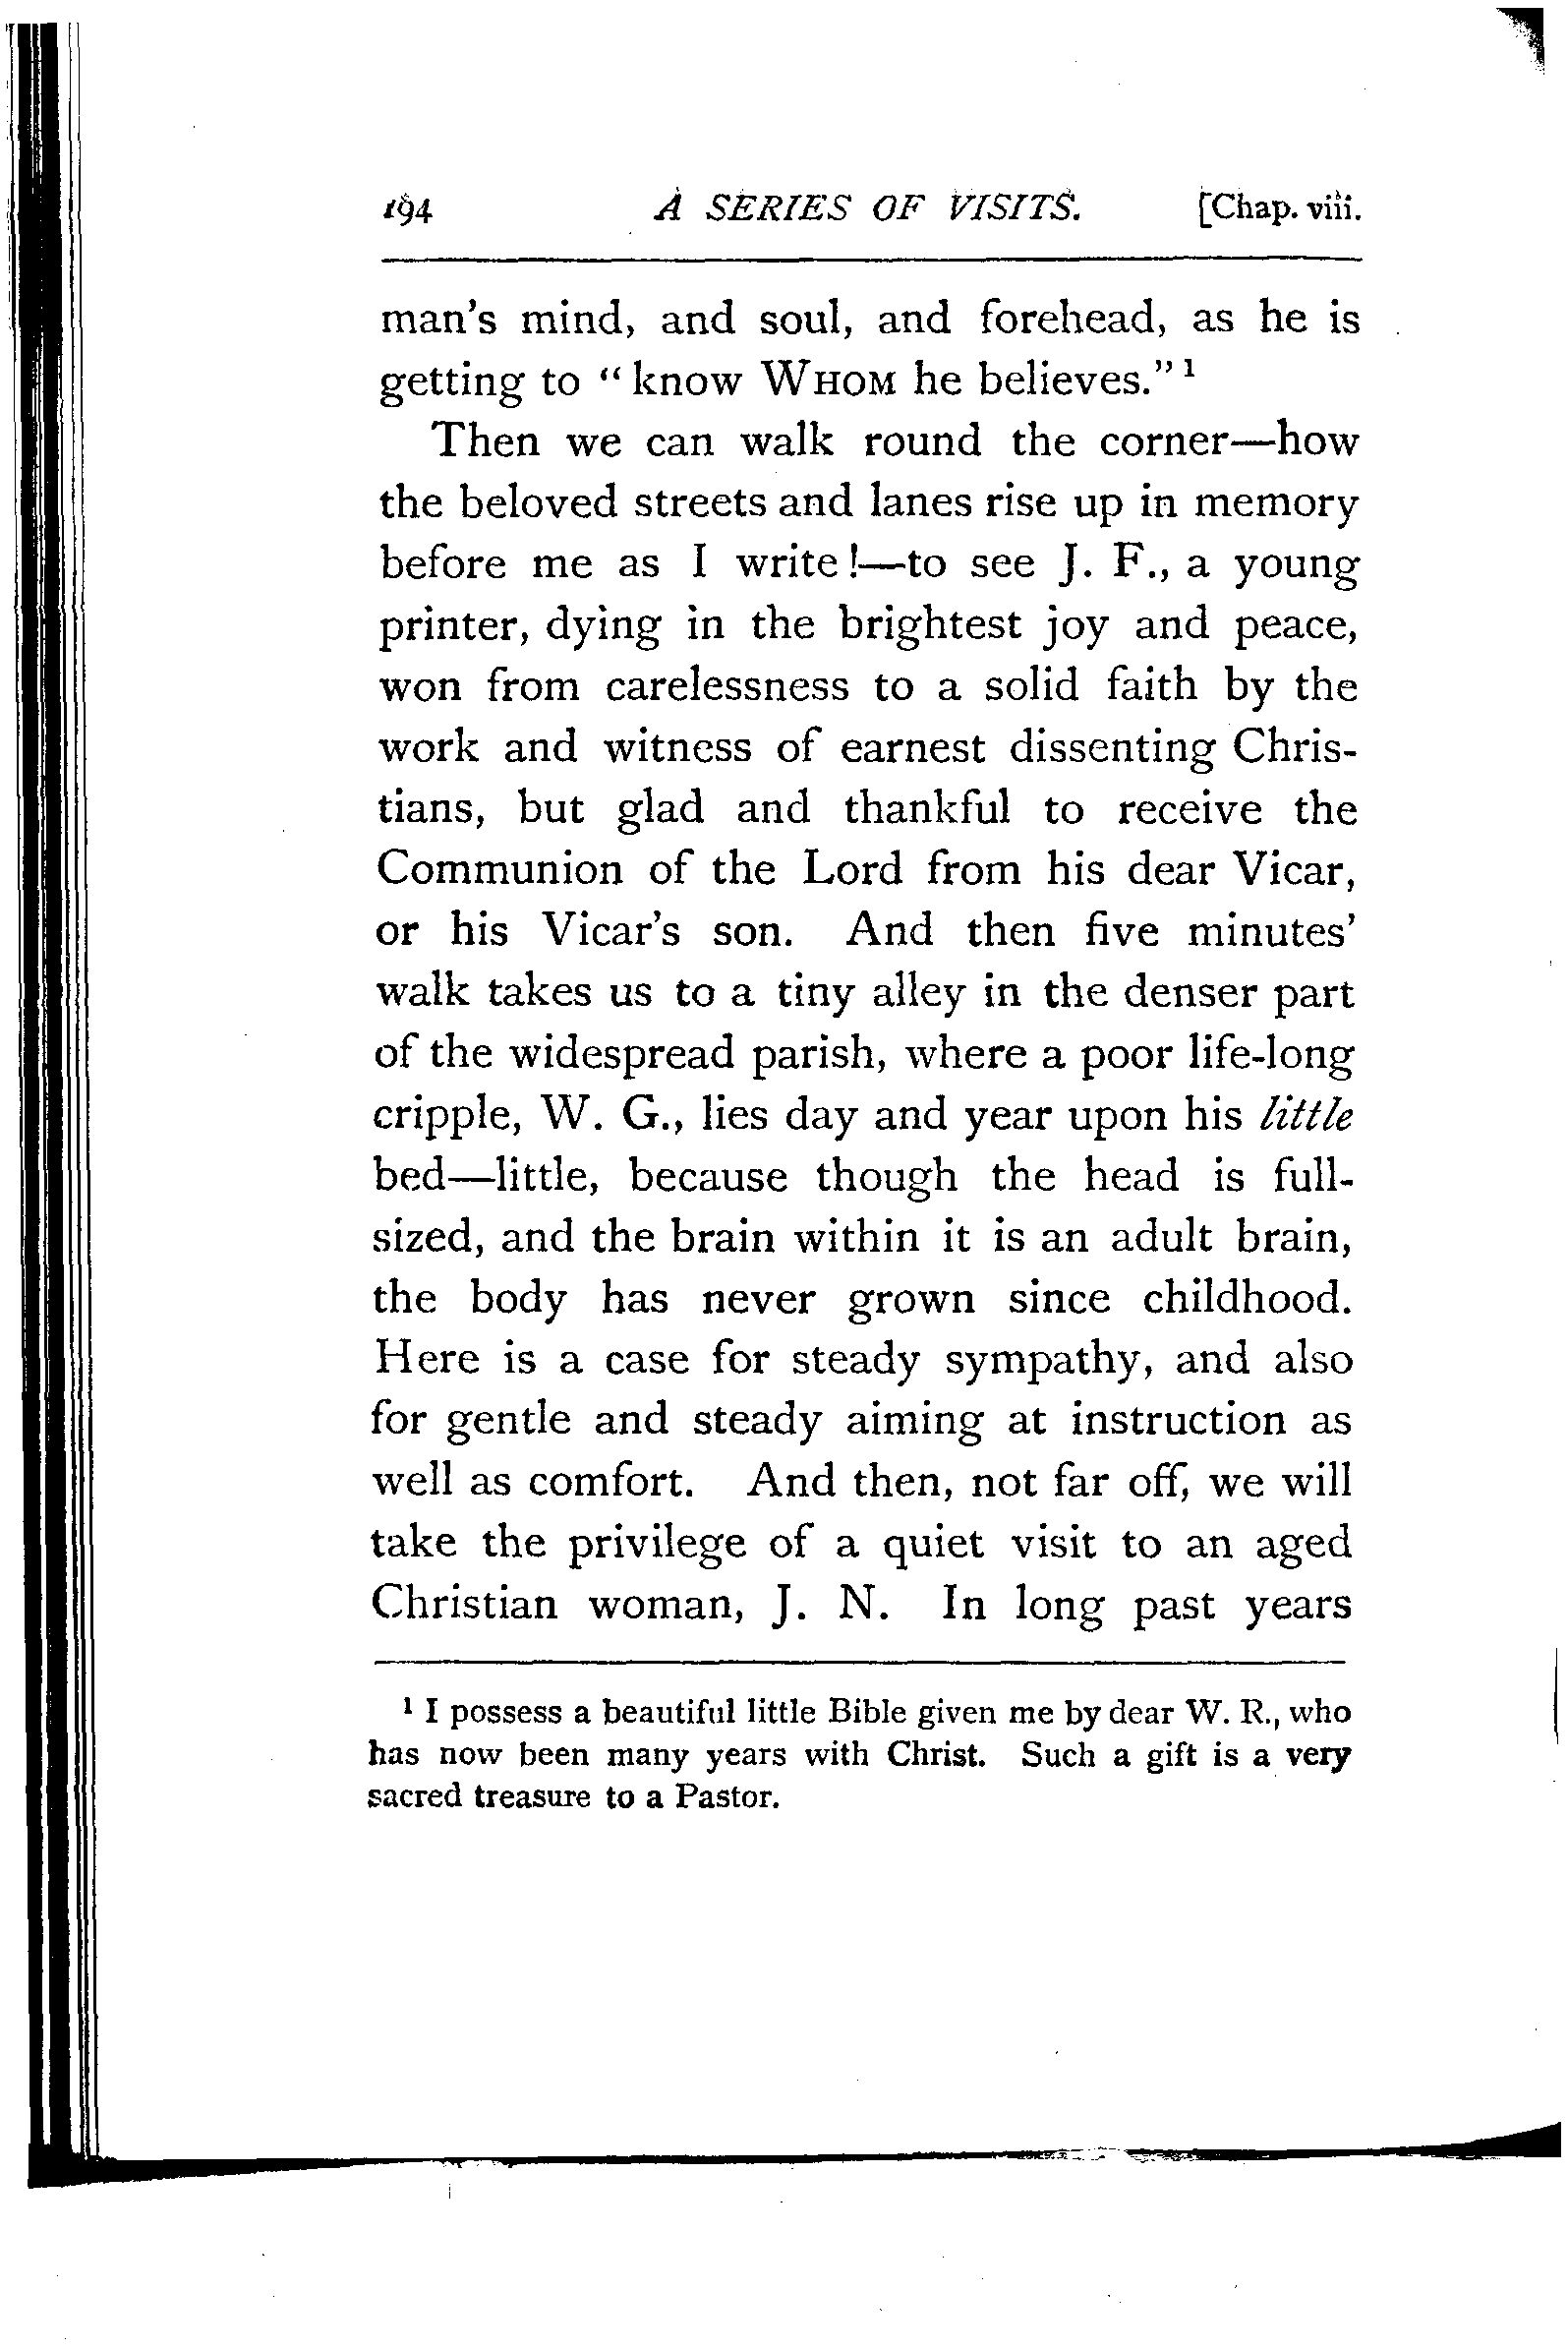 194 A SERIES OF VISITS. [Chap. viii.
man's mind, and soul, and forehead, as he is
getting to “know WHOM he believes.” ¹
Then we can walk round the corner—how
the beloved streets and lanes rise up in memory
before me as I write!—to see J. F., a young
printer, dying in the brightest joy and peace,
won from carelessness to a solid faith by the
work and witness of earnest dissenting Chris-
tians, but glad and thankful to receive the
Communion of the Lord from his dear Vicar,
or his Vicar's son. And then five minutes'
walk takes us to a tiny alley in the denser part
of the widespread parish, where a poor life-long
cripple, W. G., lies day and year upon his little
bed—little, because though the head is full-
sized, and the brain within it is an adult brain,
the body has never grown since childhood.
Here is a case for steady sympathy, and also
for gentle and steady aiming at instruction as
well as comfort. And then, not far off, we will
take the privilege of a quiet visit to an aged
Christian woman, J. N. In long past years
¹ I possess a beautiful little Bible given me by dear W. R., who
has now been many years with Christ. Such a gift is a very
sacred treasure to a Pastor.